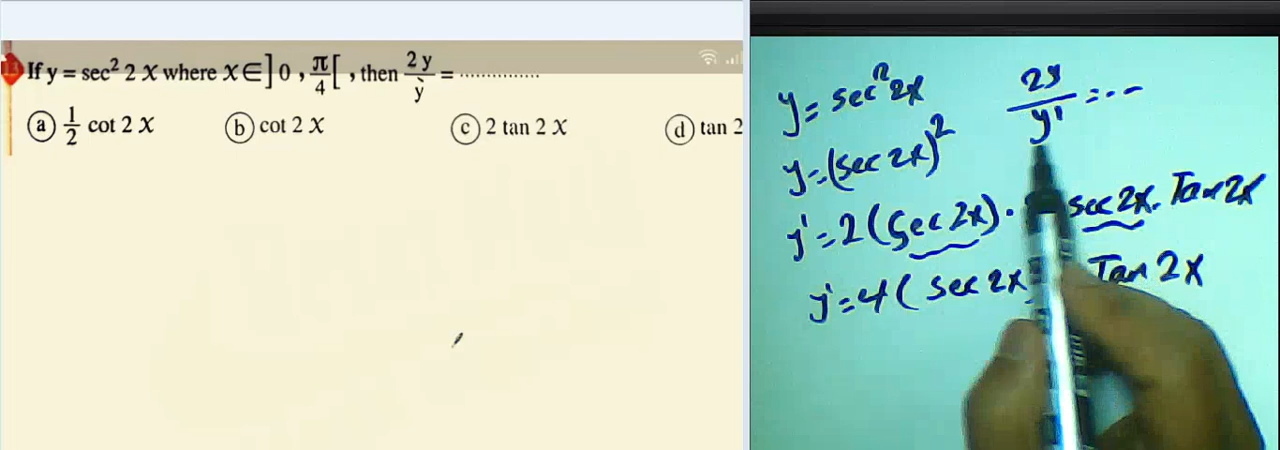 13 If y = sec² 2 X where X ∈ ] 0 , π/4 [ , then 2 y / y̍ = ...............
(a) 1/2 cot 2 X (b) cot 2 X (c) 2 tan 2 X (d) tan 2
y = sec² 2x
2y / y' = ...
y = (sec 2x)²
y' = 2 (sec 2x) . sec 2x . Tan 2x
y' = 4 ( sec 2x Tan 2x